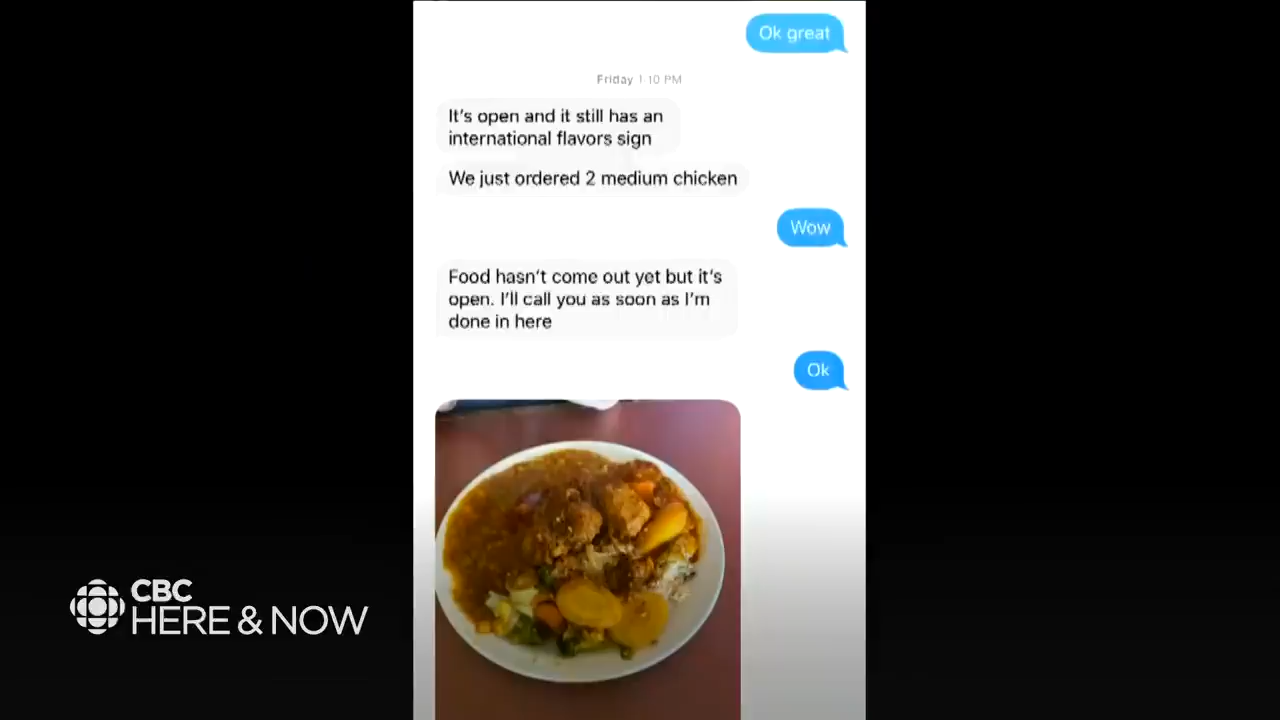 Ok great
Friday 1:10 PM
It's open and it still has an
international flavors sign
We just ordered 2 medium chicken
Wow
Food hasn't come out yet but it's
open. I'll call you as soon as I'm
done in here
Ok
CBC
HERE & NOW